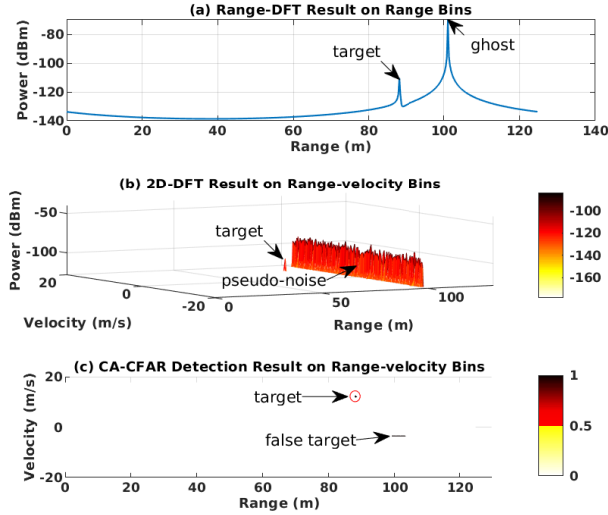 (a) Range-DFT Result on Range Bins
Power (dBm)
-80
-100
-120
-140
target
ghost
0 20 40 60 80 100 120 140
Range (m)
(b) 2D-DFT Result on Range-velocity Bins
Power (dBm)
-50
-100
target
pseudo-noise
20
0
-20
Velocity (m/s)
0
50
100
Range (m)
-100
-120
-140
-160
(c) CA-CFAR Detection Result on Range-velocity Bins
Velocity (m/s)
20
0
-20
-80
target
false target
0 20 40 60 80 100 120
Range (m)
1
0.5
0